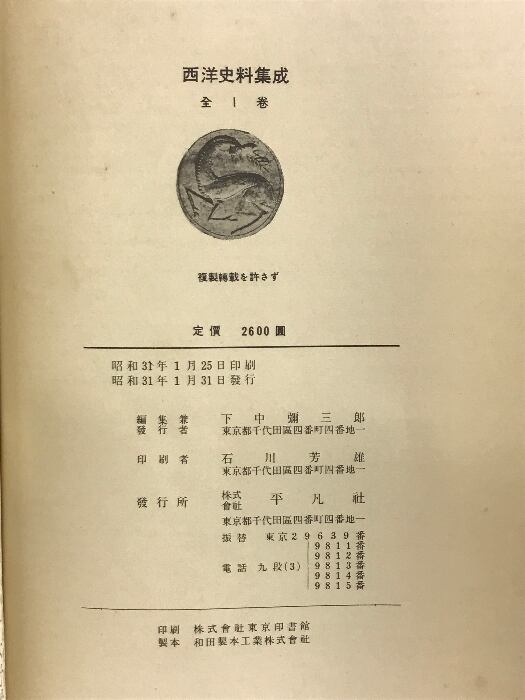 西洋史料集成
全1卷
複製轉載を許さず
定價 2600圓
昭和31年1月25日印刷
昭和31年1月31日發行
編集兼 下中彌三郎
發行者 東京都千代田區四番町四番地一
印刷者 石川芳雄
東京都千代田區四番町四番地一
發行所 株式會社 平凡社
東京都千代田區四番町四番地一
振替 東京29639番
9811番
9812番
電話 九段(3) 9813番
9814番
9815番
印刷 株式會社東京印書館
製本 和田製本工業株式會社